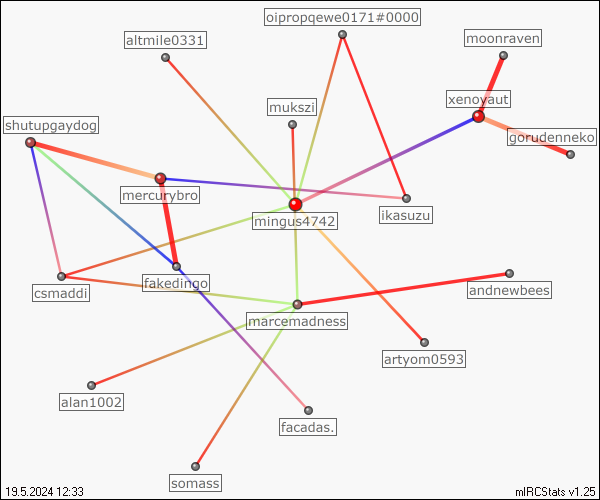 oipropqewe0171#0000
altmile0331
moonraven
xenoyaut
mukszi
shutupgaydog
gorudenneko
mercurybro
ikasuzu
mingus4742
fakedingo
csmaddi
andnewbees
marcemadness
artyom0593
alan1002
facadas.
somass
19.5.2024 12:33
mIRCStats v1.25